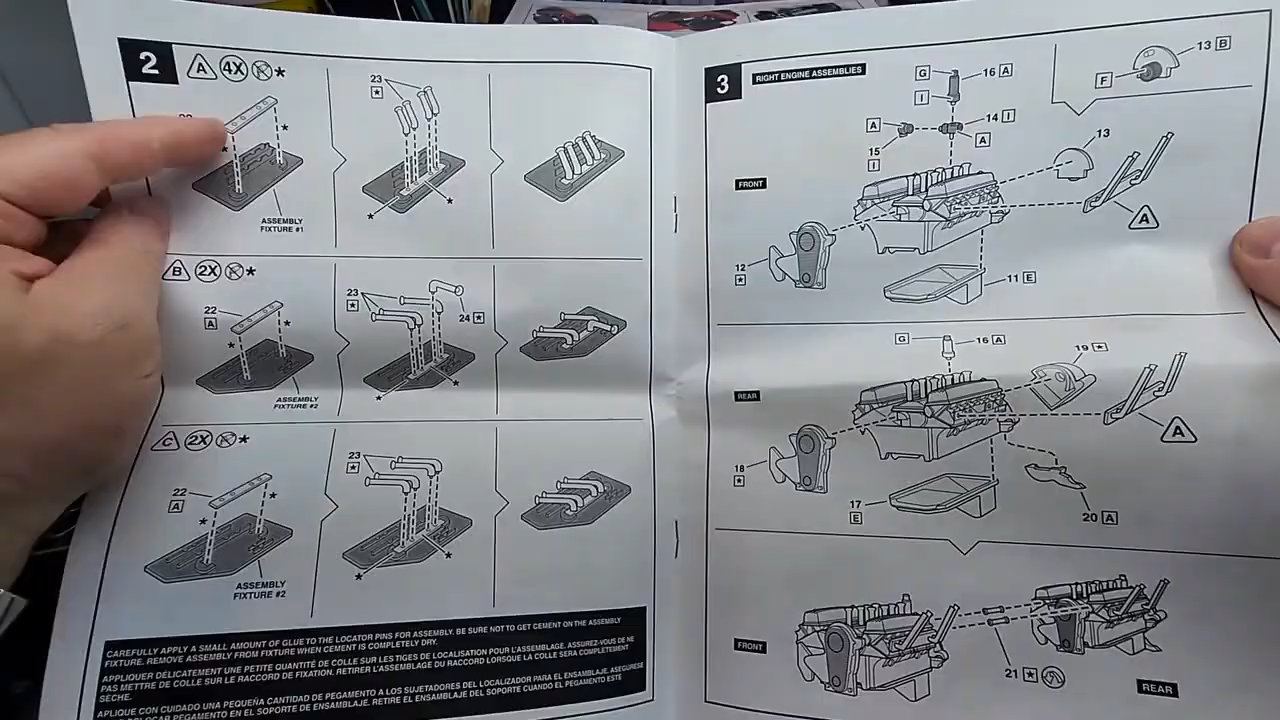 2
A 4X *
*
*
ASSEMBLY
FIXTURE #1
23
★
*
*
B 2X *
22
A
*
*
ASSEMBLY
FIXTURE #2
23
★
24 ★
*
*
C 2X *
22
A
*
*
ASSEMBLY
FIXTURE #2
23
★
*
*
CAREFULLY APPLY A SMALL AMOUNT OF GLUE TO THE LOCATOR PINS FOR ASSEMBLY. BE SURE NOT TO GET CEMENT ON THE ASSEMBLY
FIXTURE. REMOVE ASSEMBLY FROM FIXTURE WHEN CEMENT IS COMPLETELY DRY.
APPLIQUER DÉLICATEMENT UNE PETITE QUANTITÉ DE COLLE SUR LES TIGES DE LOCALISATION POUR L'ASSEMBLAGE. ASSUREZ-VOUS DE NE
PAS METTRE DE COLLE SUR LE RACCORD DE FIXATION. RETIRER L'ASSEMBLAGE DU RACCORD LORSQUE LA COLLE SERA COMPLÈTEMENT
SÈCHE.
APLIQUE CON CUIDADO UNA PEQUEÑA CANTIDAD DE PEGAMENTO A LOS SUJETADORES DEL LOCALIZADOR PARA EL ENSAMBLAJE. ASEGÚRESE
COLOCAR PEGAMENTO EN EL SOPORTE DE ENSAMBLAJE. RETIRE EL ENSAMBLAJE DEL SOPORTE CUANDO EL PEGAMENTO ESTE
3
RIGHT ENGINE ASSEMBLIES
13 B
F
G
16 A
I
14 I
A
A
15
I
13
FRONT
A
12
★
11 E
G
16 A
19 ★
REAR
A
18
★
17
E
20 A
FRONT
21 ★
REAR